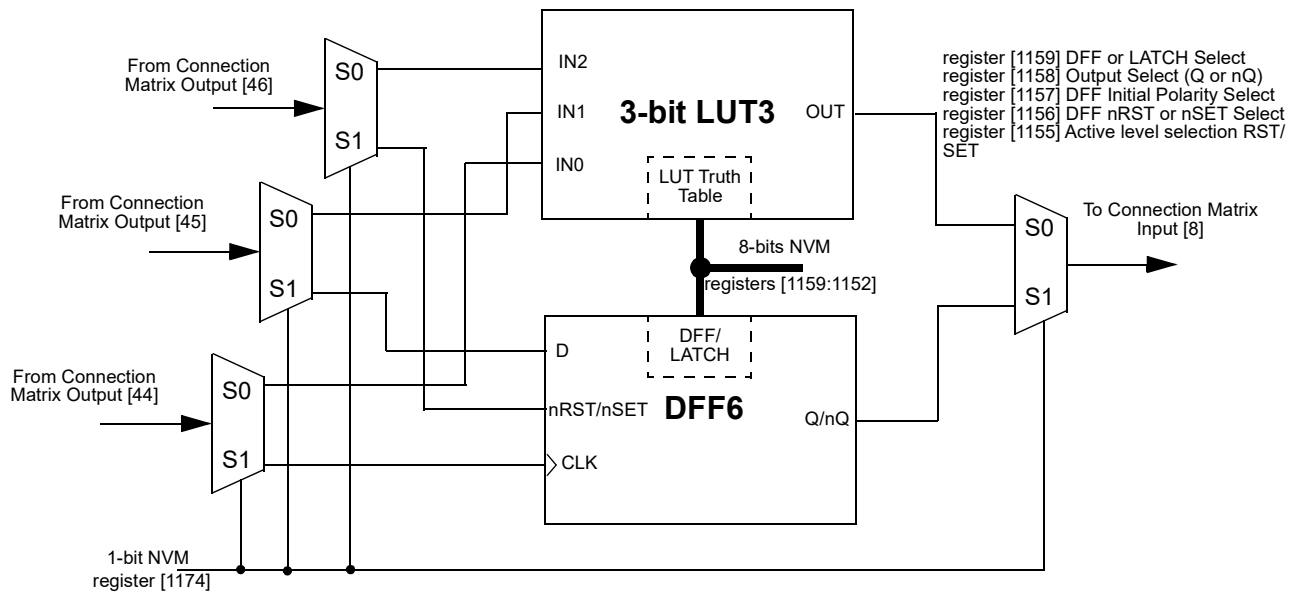 From Connection
Matrix Output [46]
S0
S1
IN2
IN1
IN0
3-bit LUT3
OUT
LUT Truth
Table
register [1159] DFF or LATCH Select
register [1158] Output Select (Q or nQ)
register [1157] DFF Initial Polarity Select
register [1156] DFF nRST or nSET Select
register [1155] Active level selection RST/
SET
From Connection
Matrix Output [45]
S0
S1
8-bits NVM
registers [1159:1152]
S0
S1
To Connection Matrix
Input [8]
From Connection
Matrix Output [44]
S0
S1
D
nRST/nSET
CLK
DFF/
LATCH
DFF6
Q/nQ
1-bit NVM
register [1174]